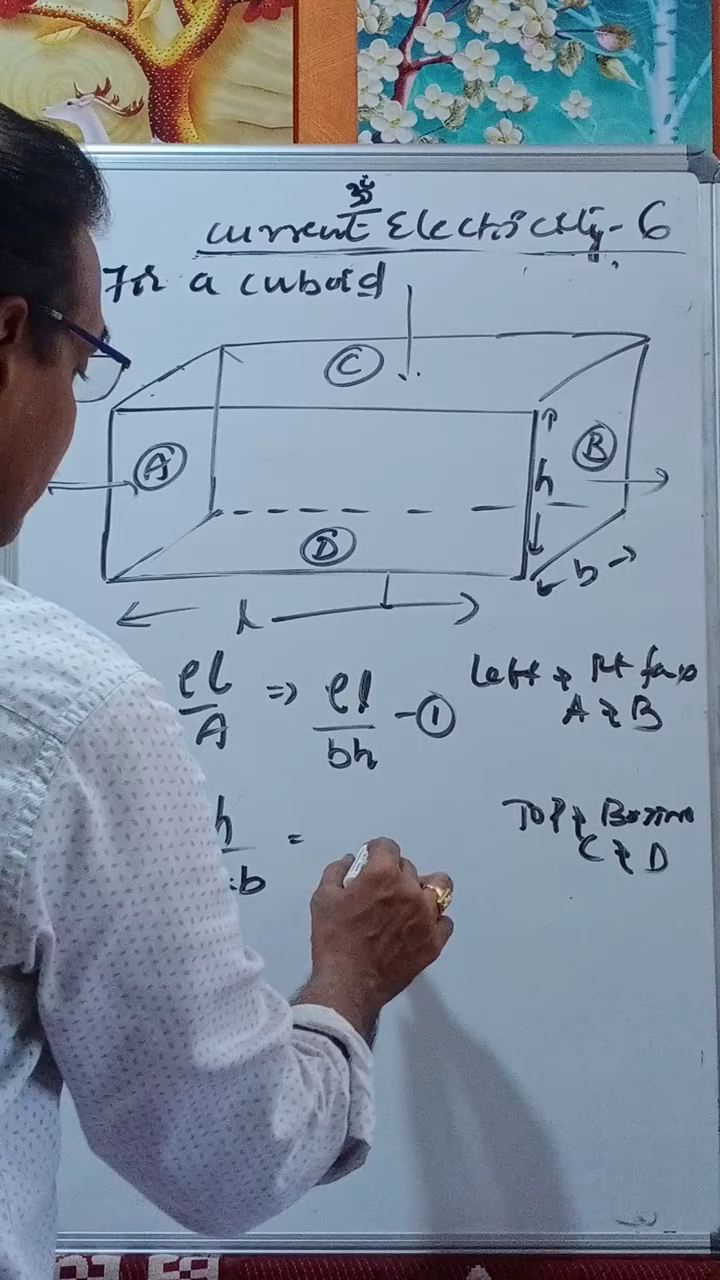 ॐ
Current Electricity-6
For a cuboid
C
A
B
h
D
b
l
ρl/A => ρl/bh -①
Left & Rt face
A & B
h/l.b =
Top & Bottom
C & D